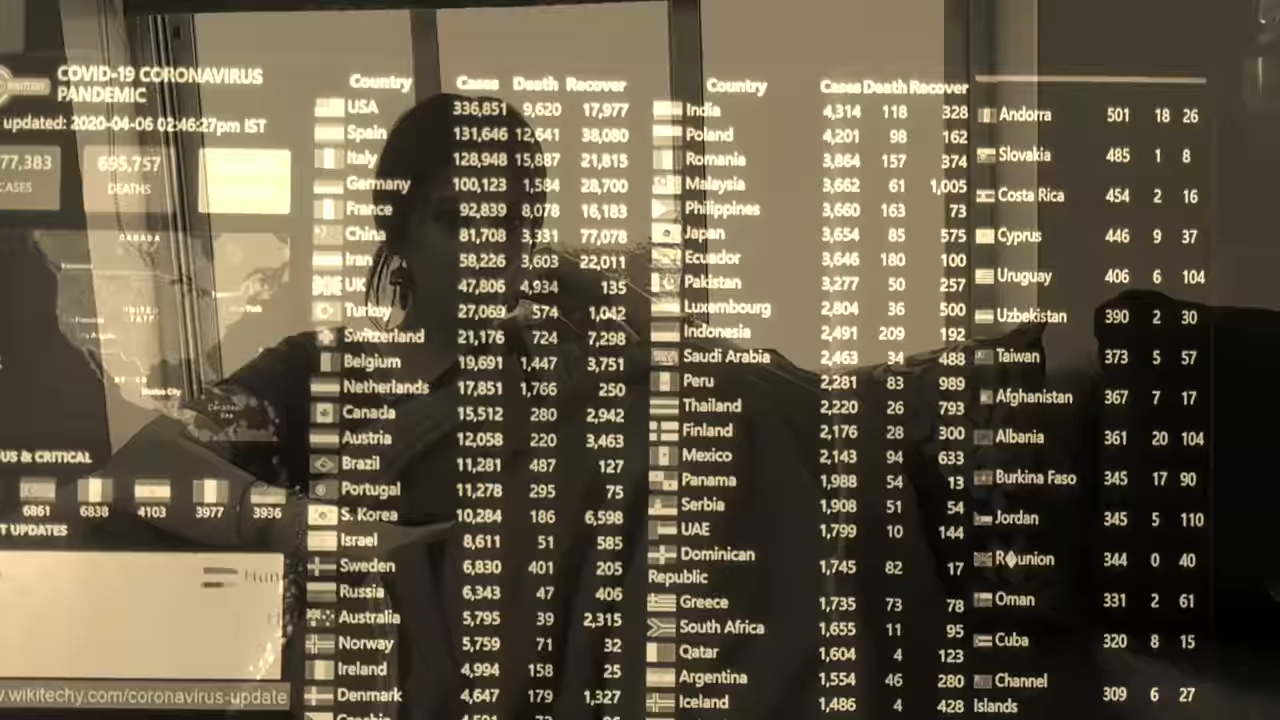 COVID-19 CORONAVIRUS
PANDEMIC
updated: 2020-04-06 02:46:27pm IST
77,383
CASES
695,757
DEATHS
CANADA
UNITED
STATES
Los Angeles
New York
MEXICO
Mexico City
Caribbean
Sea
US & CRITICAL
6861 6838 4103 3977 3936
T UPDATES
Hun
.wikitechy.com/coronavirus-update
Country Cases Death Recover
USA 336,851 9,620 17,977
Spain 131,646 12,641 38,080
Italy 128,948 15,887 21,815
Germany 100,123 1,584 28,700
France 92,839 8,078 16,183
China 81,708 3,331 77,078
Iran 58,226 3,603 22,011
UK 47,806 4,934 135
Turkey 27,069 574 1,042
Switzerland 21,176 724 7,298
Belgium 19,691 1,447 3,751
Netherlands 17,851 1,766 250
Canada 15,512 280 2,942
Austria 12,058 220 3,463
Brazil 11,281 487 127
Portugal 11,278 295 75
S. Korea 10,284 186 6,598
Israel 8,611 51 585
Sweden 6,830 401 205
Russia 6,343 47 406
Australia 5,795 39 2,315
Norway 5,759 71 32
Ireland 4,994 158 25
Denmark 4,647 179 1,327
Country Cases Death Recover
India 4,314 118 328
Poland 4,201 98 162
Romania 3,864 157 374
Malaysia 3,662 61 1,005
Philippines 3,660 163 73
Japan 3,654 85 575
Ecuador 3,646 180 100
Pakistan 3,277 50 257
Luxembourg 2,804 36 500
Indonesia 2,491 209 192
Saudi Arabia 2,463 34 488
Peru 2,281 83 989
Thailand 2,220 26 793
Finland 2,176 28 300
Mexico 2,143 94 633
Panama 1,988 54 13
Serbia 1,908 51 54
UAE 1,799 10 144
Dominican
Republic 1,745 82 17
Greece 1,735 73 78
South Africa 1,655 11 95
Qatar 1,604 4 123
Argentina 1,554 46 280
Iceland 1,486 4 428
Andorra 501 18 26
Slovakia 485 1 8
Costa Rica 454 2 16
Cyprus 446 9 37
Uruguay 406 6 104
Uzbekistan 390 2 30
Taiwan 373 5 57
Afghanistan 367 7 17
Albania 361 20 104
Burkina Faso 345 17 90
Jordan 345 5 110
R�union 344 0 40
Oman 331 2 61
Cuba 320 8 15
Channel
Islands 309 6 27